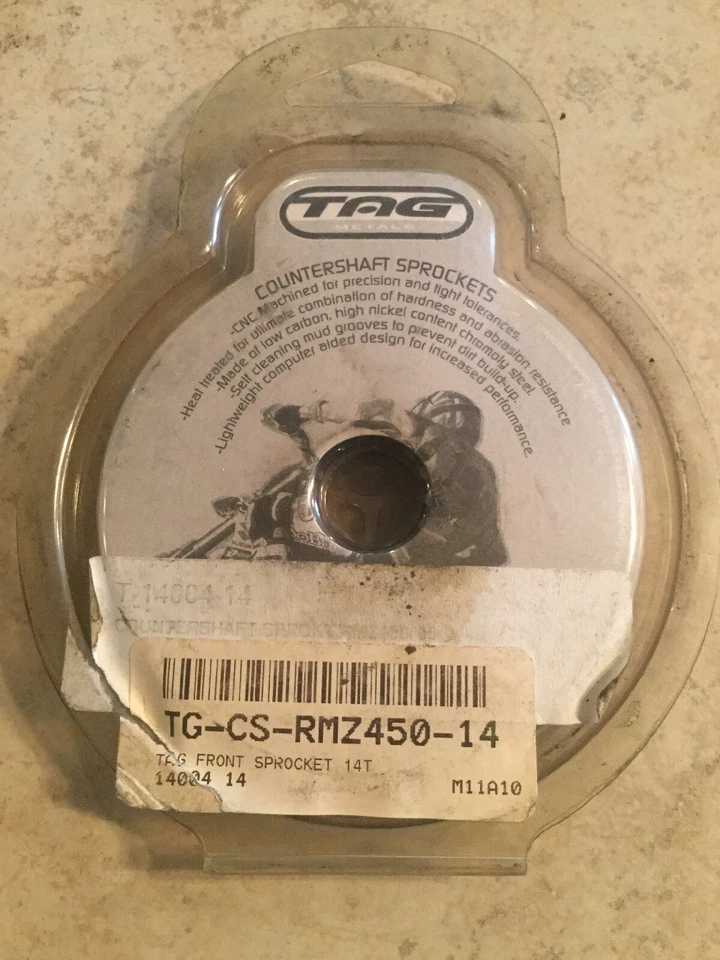 TAG
METALS
COUNTERSHAFT SPROCKETS
-CNC Machined for precision and tight tolerances.
-Heat treated for ultimate combination of hardness and abrasion resistance
-Made of low carbon, high nickel content chromoly steel.
-Self cleaning mud grooves to prevent dirt build-up.
-Lightweight computer aided design for increased performance.
T-14004-14
COUNTERSHAFT SPROK RMZ450
TG-CS-RMZ450-14
TAG FRONT SPROCKET 14T
14004 14
M11A10